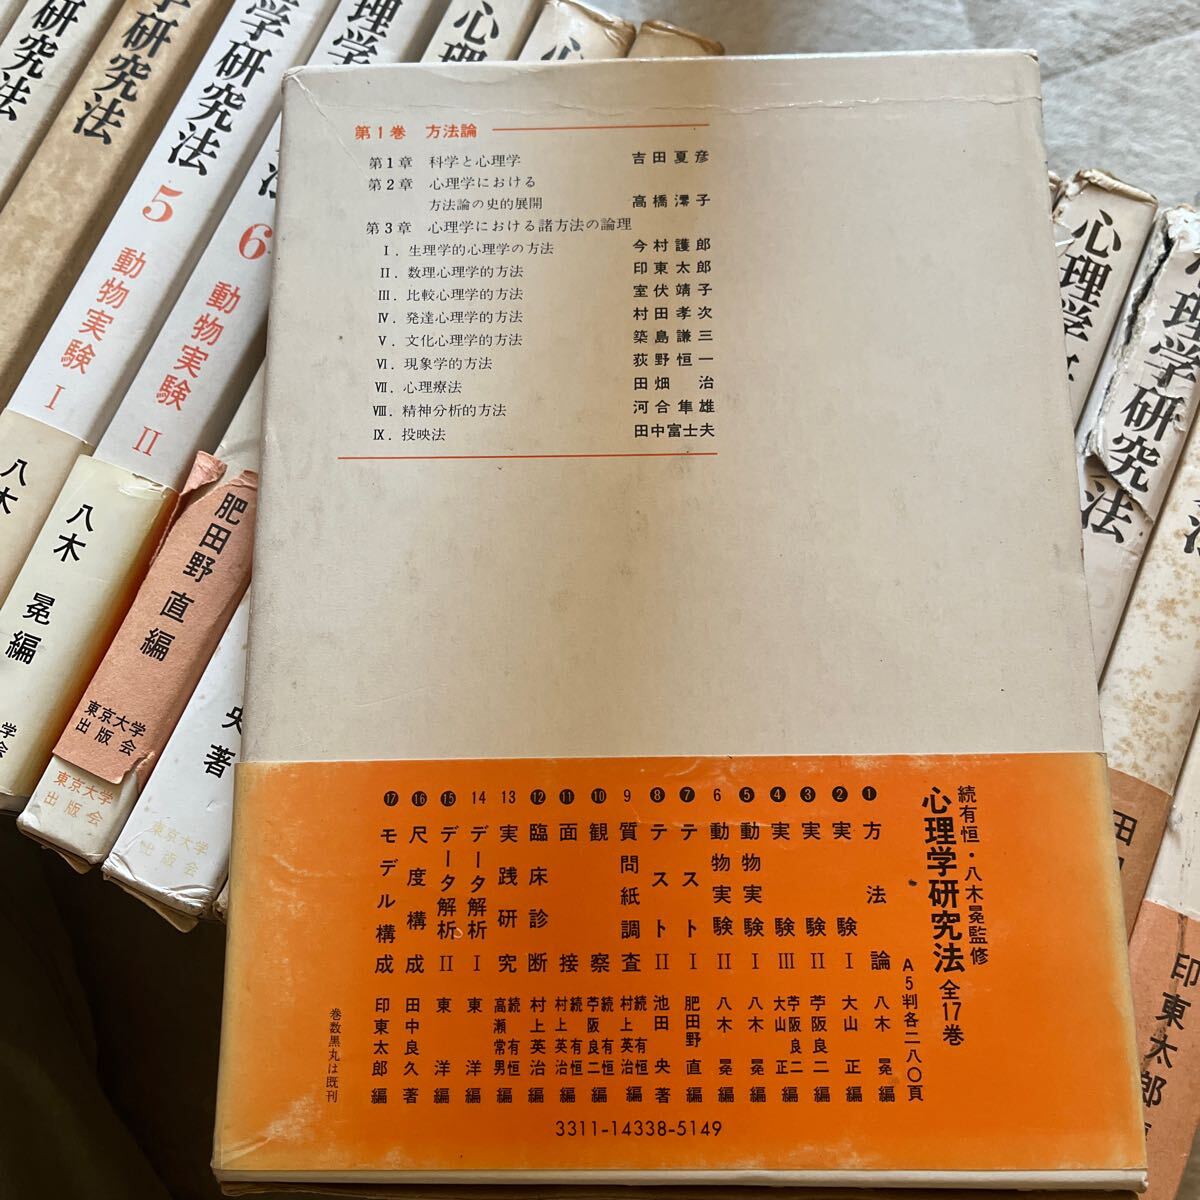 第1巻 方法論
第1章 科学と心理学 吉田夏彦
第2章 心理学における
方法論の史的展開 高橋澪子
第3章 心理学における諸方法の論理
Ⅰ. 生理学的心理学の方法 今村護郎
Ⅱ. 数理心理学的方法 印東太郎
Ⅲ. 比較心理学的方法 室伏靖子
Ⅳ. 発達心理学的方法 村田孝次
Ⅴ. 文化心理学的方法 築島謙三
Ⅵ. 現象学的方法 荻野恒一
Ⅶ. 心理療法 田畑 治
Ⅷ. 精神分析的方法 河合隼雄
Ⅸ. 投映法 田中富士夫
続有恒・八木冕監修
心理学研究法 全17巻
A5判各二八〇頁
❶ 方法論 八木 冕編
❷ 実験Ⅰ 大山 正編
❸ 実験Ⅱ 苧阪良二編
❹ 実験Ⅲ 苧阪良二 大山 正編
❺ 動物実験Ⅰ 八木 冕編
6 動物実験Ⅱ 八木 冕編
❼ テストⅠ 肥田野 直編
❽ テストⅡ 池田 央著
9 質問紙調査 続 有恒 村上英治編
❿ 観察 続 有恒 苧阪良二編
⓫ 面接 続 有恒 村上英治編
⓬ 臨床診断 村上英治編
13 実践研究 続 有恒 高瀬常男編
14 データ解析Ⅰ 東 洋編
⓯ データ解析Ⅱ 東 洋編
⓰ 尺度構成 田中良久著
⓱ モデル構成 印東太郎編
巻数黒丸は既刊
3311-14338-5149
研究法
学研究法
学研究法 5 動物実験 Ⅰ 八木
理学 法 6 動物実験 Ⅱ 八木 冕編
学会
心理
肥田野 直編
東京大学
出版会
東京大学
出版会
央著
東京大学
出版会
心理学 法
理学研究法
田
法
印東太郎